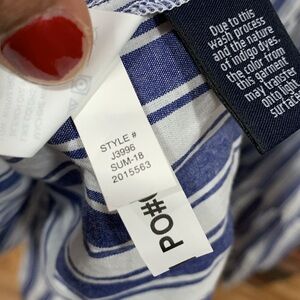 Due to this
wash process
and the nature
of indigo dyes,
the color from
this garment
may transfer
onto light
surface
STYLE #
J3996
SUM-18
2015563
PO#